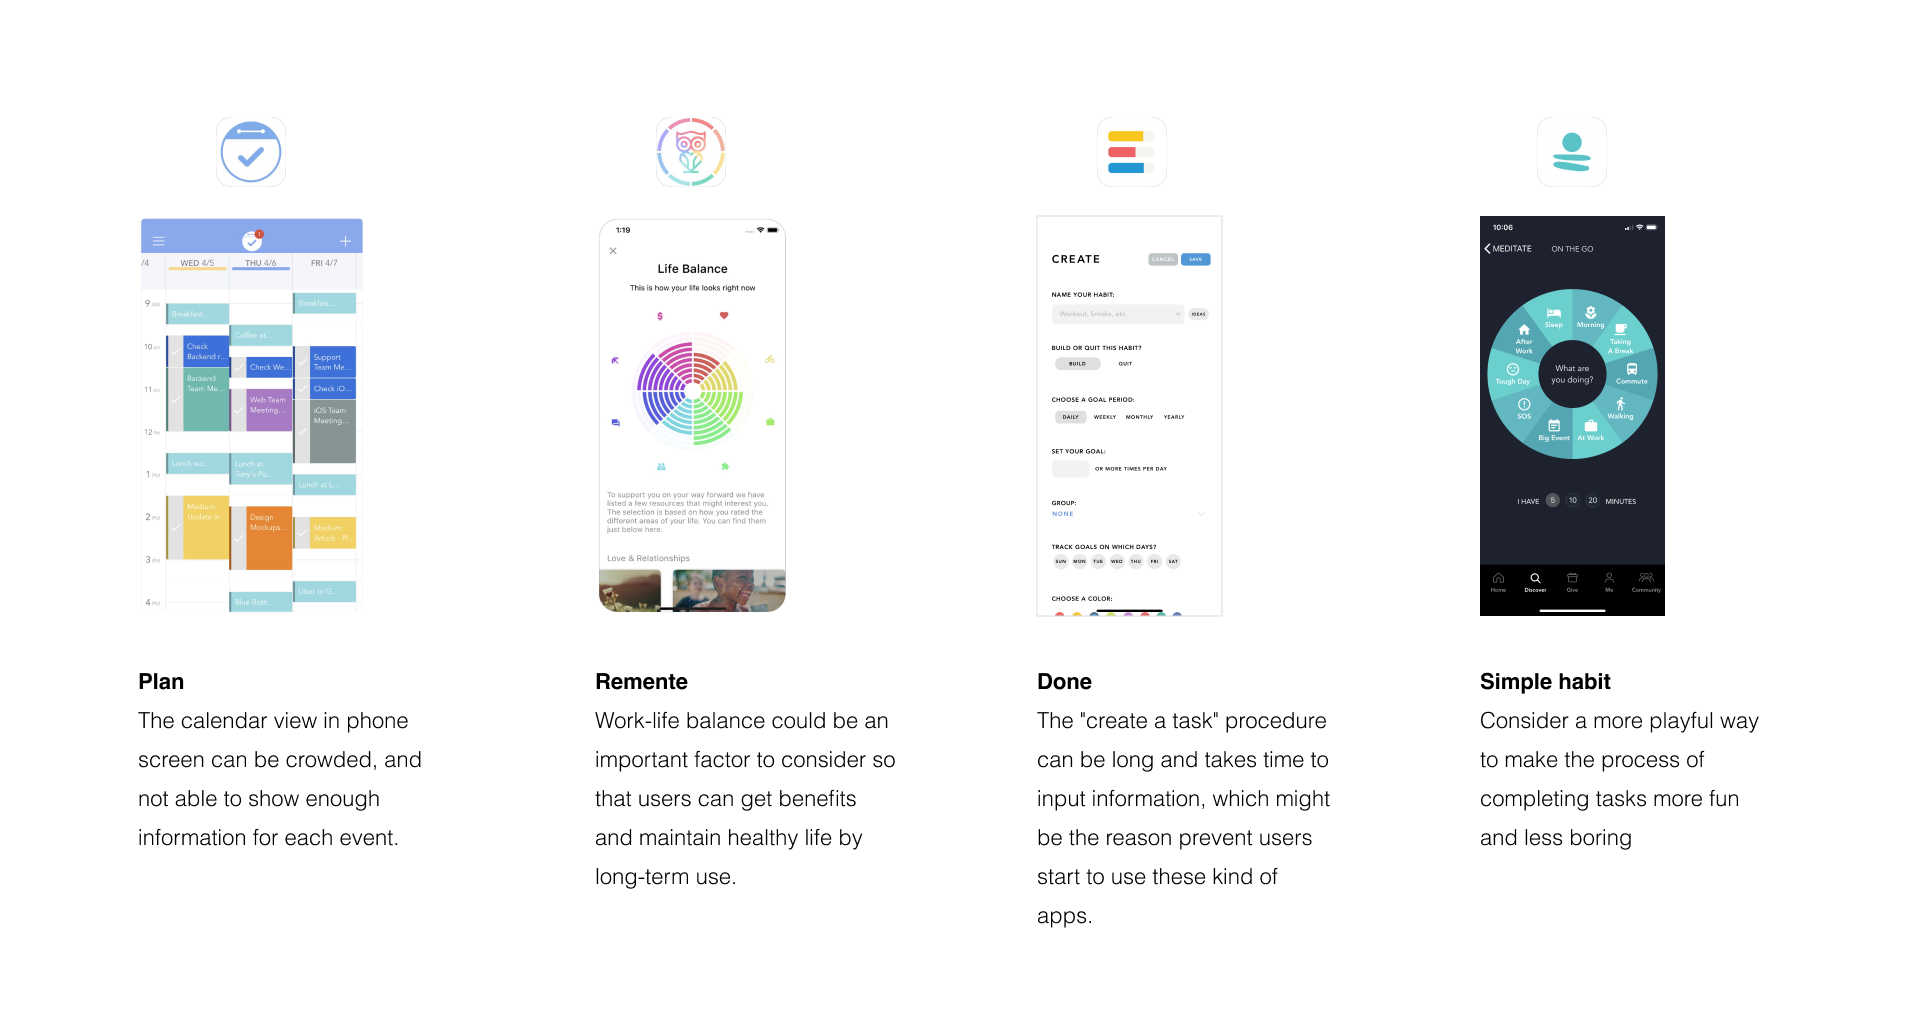 1
/4
WED 4/5
THU 4/6
FRI 4/7
9 AM
10 AM
11 AM
12 PM
1 PM
2 PM
3 PM
4 PM
Breakfast...
Check
Backend r...
Backend
Team Me...
Lunch wit...
Medium:
Update in...
Coffee at...
Check We...
Web Team
Meeting...
Lunch at
Tony's Piz...
Design
Mockups...
Blue Bottl...
Breakfast...
Support
Team Me...
Check iO...
iOS Team
Meeting...
Lunch at L...
Medium:
Article - Pl...
Uber to G...
Plan
The calendar view in phone
screen can be crowded, and
not able to show enough
information for each event.
1:19
Life Balance
This is how your life looks right now
$
To support you on your way forward we have
listed a few resources that might interest you.
The selection is based on how you rated the
different areas of your life. You can find them
just below here.
Love & Relationships
Remente
Work-life balance could be an
important factor to consider so
that users can get benefits
and maintain healthy life by
long-term use.
CREATE
CANCEL
SAVE
NAME YOUR HABIT:
Workout, Smoke, etc.
IDEAS
BUILD OR QUIT THIS HABIT?
BUILD
QUIT
CHOOSE A GOAL PERIOD:
DAILY WEEKLY MONTHLY YEARLY
SET YOUR GOAL:
OR MORE TIMES PER DAY
GROUP:
NONE
TRACK GOALS ON WHICH DAYS?
SUN MON TUE WED THU FRI SAT
CHOOSE A COLOR:
Done
The "create a task" procedure
can be long and takes time to
input information, which might
be the reason prevent users
start to use these kind of
apps.
10:06
MEDITATE
ON THE GO
Sleep
Morning
After
Work
Taking
A Break
Tough Day
What are
you doing?
Commute
SOS
Walking
Big Event
At Work
I HAVE 5 10 20 MINUTES
Home
Discover
Give
Me
Community
Simple habit
Consider a more playful way
to make the process of
completing tasks more fun
and less boring